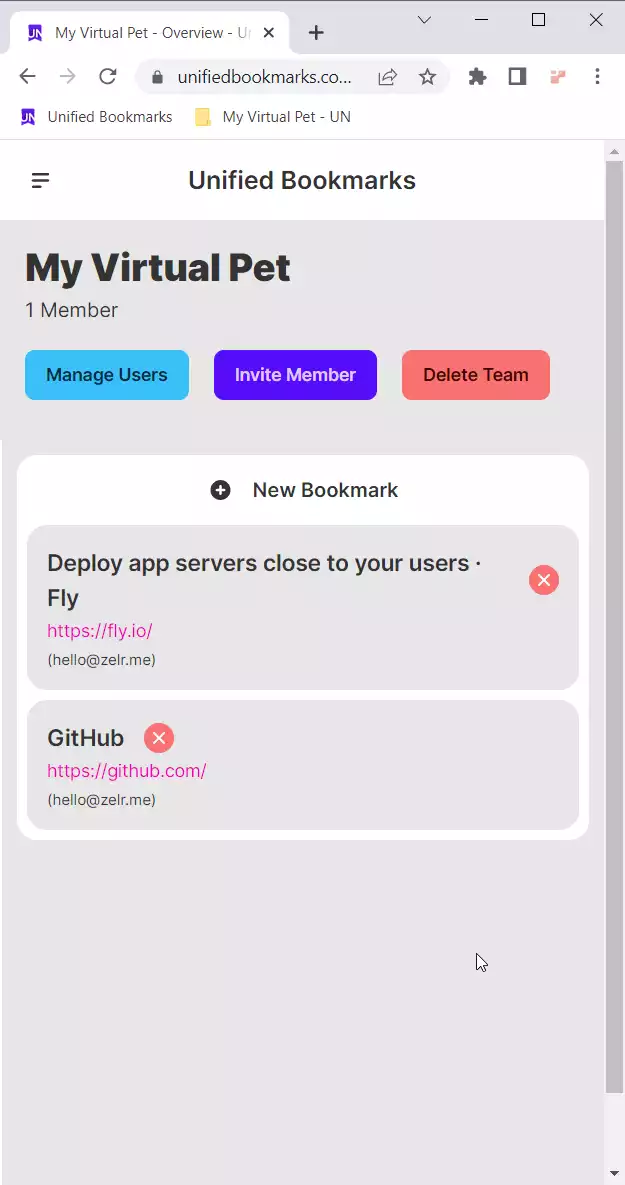 My Virtual Pet - Overview - Un
unifiedbookmarks.co...
Unified Bookmarks
My Virtual Pet - UN
Unified Bookmarks
My Virtual Pet
1 Member
Manage Users
Invite Member
Delete Team
New Bookmark
Deploy app servers close to your users ·
Fly
https://fly.io/
(hello@zelr.me)
GitHub
https://github.com/
(hello@zelr.me)